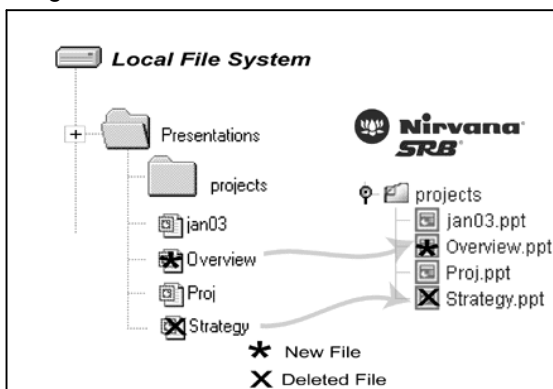 Local File System
Presentations
projects
jan03
Overview
Proj
Strategy
Nirvana
SRB
projects
jan03.ppt
Overview.ppt
Proj.ppt
Strategy.ppt
New File
Deleted File